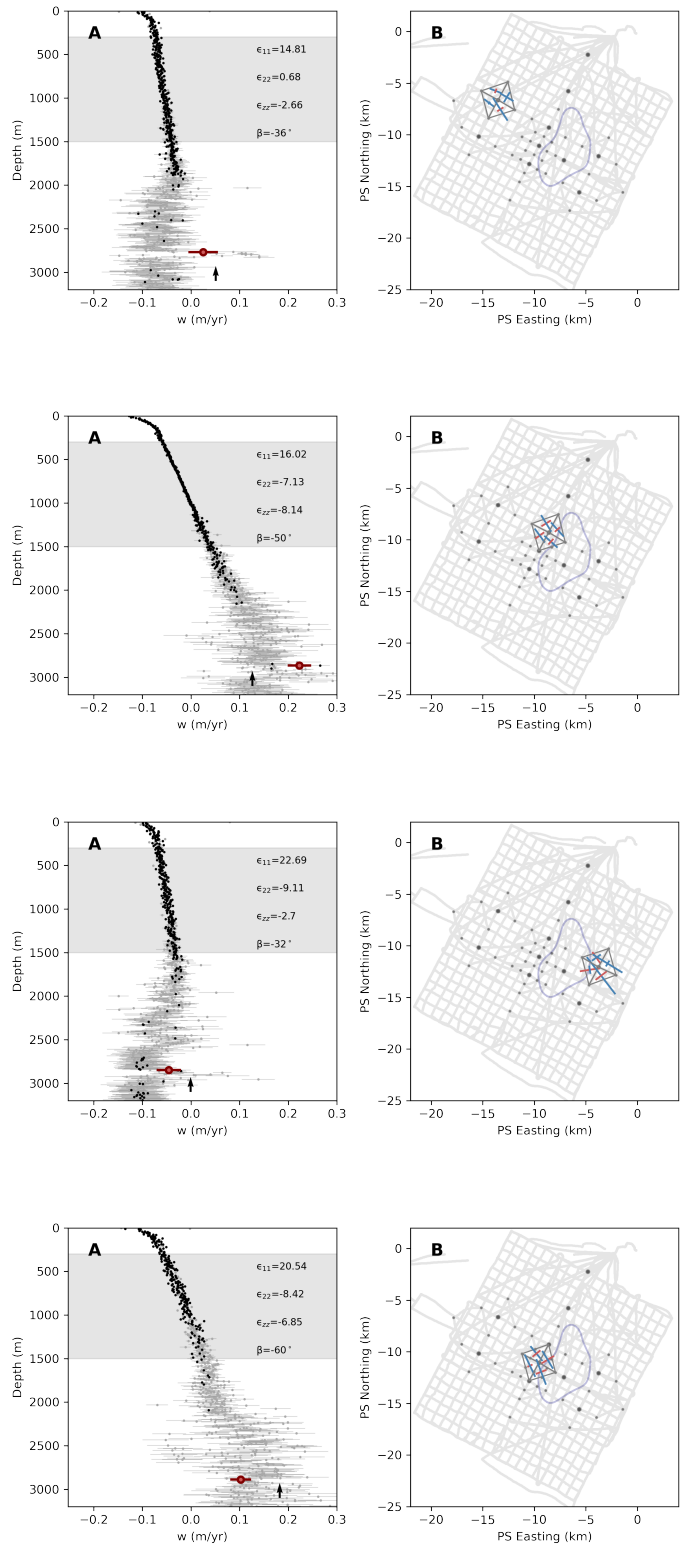 A
ϵ11=14.81
ϵ22=0.68
ϵzz=-2.66
β=-36°
0
500
1000
1500
2000
2500
3000
Depth (m)
−0.2 −0.1 0.0 0.1 0.2 0.3
w (m/yr)
B
0
−5
−10
−15
−20
−25
PS Northing (km)
−20 −15 −10 −5 0
PS Easting (km)
A
ϵ11=16.02
ϵ22=-7.13
ϵzz=-8.14
β=-50°
0
500
1000
1500
2000
2500
3000
Depth (m)
−0.2 −0.1 0.0 0.1 0.2 0.3
w (m/yr)
B
0
−5
−10
−15
−20
−25
PS Northing (km)
−20 −15 −10 −5 0
PS Easting (km)
A
ϵ11=22.69
ϵ22=-9.11
ϵzz=-2.7
β=-32°
0
500
1000
1500
2000
2500
3000
Depth (m)
−0.2 −0.1 0.0 0.1 0.2 0.3
w (m/yr)
B
0
−5
−10
−15
−20
−25
PS Northing (km)
−20 −15 −10 −5 0
PS Easting (km)
A
ϵ11=20.54
ϵ22=-8.42
ϵzz=-6.85
β=-60°
0
500
1000
1500
2000
2500
3000
Depth (m)
−0.2 −0.1 0.0 0.1 0.2 0.3
w (m/yr)
B
0
−5
−10
−15
−20
−25
PS Northing (km)
−20 −15 −10 −5 0
PS Easting (km)